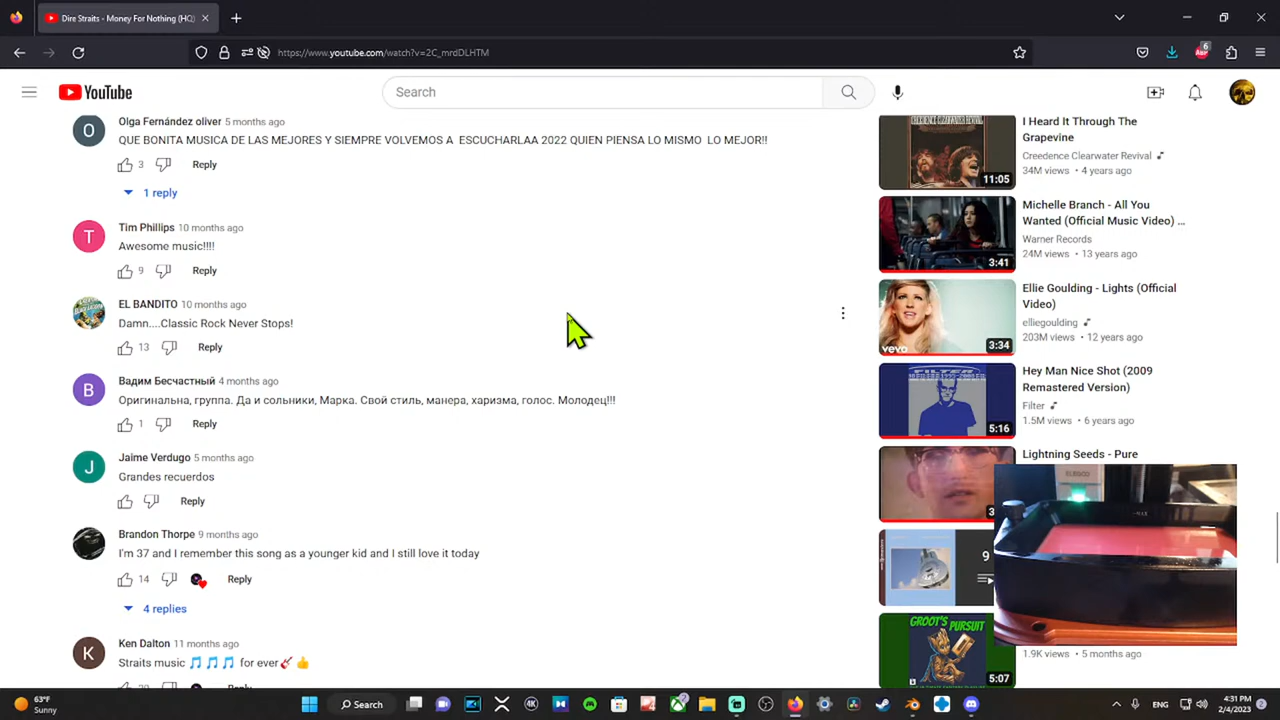 Dire Straits - Money For Nothing (HQ)
https://www.youtube.com/watch?v=2C_mrdDLHTM
6
YouTube
Search
O
Olga Fernández oliver 5 months ago
QUE BONITA MUSICA DE LAS MEJORES Y SIEMPRE VOLVEMOS A ESCUCHARLAA 2022 QUIEN PIENSA LO MISMO LO MEJOR!!
3 Reply
1 reply
T
Tim Phillips 10 months ago
Awesome music!!!!
9 Reply
EL BANDITO 10 months ago
Damn....Classic Rock Never Stops!
13 Reply
В
Вадим Бесчастный 4 months ago
Оригинальна, группа. Да и сольники, Марка. Свой стиль, манера, харизма, голос. Молодец!!!
1 Reply
J
Jaime Verdugo 5 months ago
Grandes recuerdos
Reply
Brandon Thorpe 9 months ago
I'm 37 and I remember this song as a younger kid and I still love it today
14 Reply
4 replies
K
Ken Dalton 11 months ago
Straits music 🎵🎵🎵 for ever🎸👍
11:05
I Heard It Through The
Grapevine
Creedence Clearwater Revival
34M views • 4 years ago
3:41
Michelle Branch - All You
Wanted (Official Music Video) ...
Warner Records
24M views • 13 years ago
vevo
3:34
Ellie Goulding - Lights (Official
Video)
elliegoulding
203M views • 12 years ago
FILTER
5:16
Hey Man Nice Shot (2009
Remastered Version)
Filter
1.5M views • 6 years ago
Lightning Seeds - Pure
ELEGOO
MAX
9
GROOT'S PURSUIT
5:07
1.9K views • 5 months ago
63°F
Sunny
Search
ENG
4:31 PM
2/4/2023